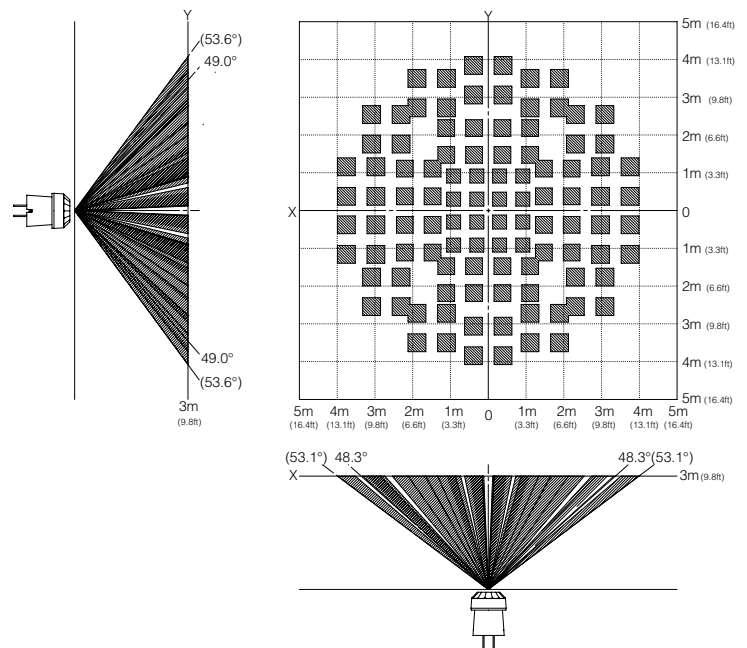 Y
(53.6°)
49.0°
49.0°
(53.6°)
3m
(9.8ft)
Y
X
5m (16.4ft)
4m (13.1ft)
3m (9.8ft)
2m (6.6ft)
1m (3.3ft)
0
1m (3.3ft)
2m (6.6ft)
3m (9.8ft)
4m (13.1ft)
5m (16.4ft)
5m 4m 3m 2m 1m 0 1m 2m 3m 4m 5m
(16.4ft) (13.1ft) (9.8ft) (6.6ft) (3.3ft) (3.3ft) (6.6ft) (9.8ft) (13.1ft) (16.4ft)
(53.1°) 48.3° 48.3°(53.1°)
X 3m (9.8ft)